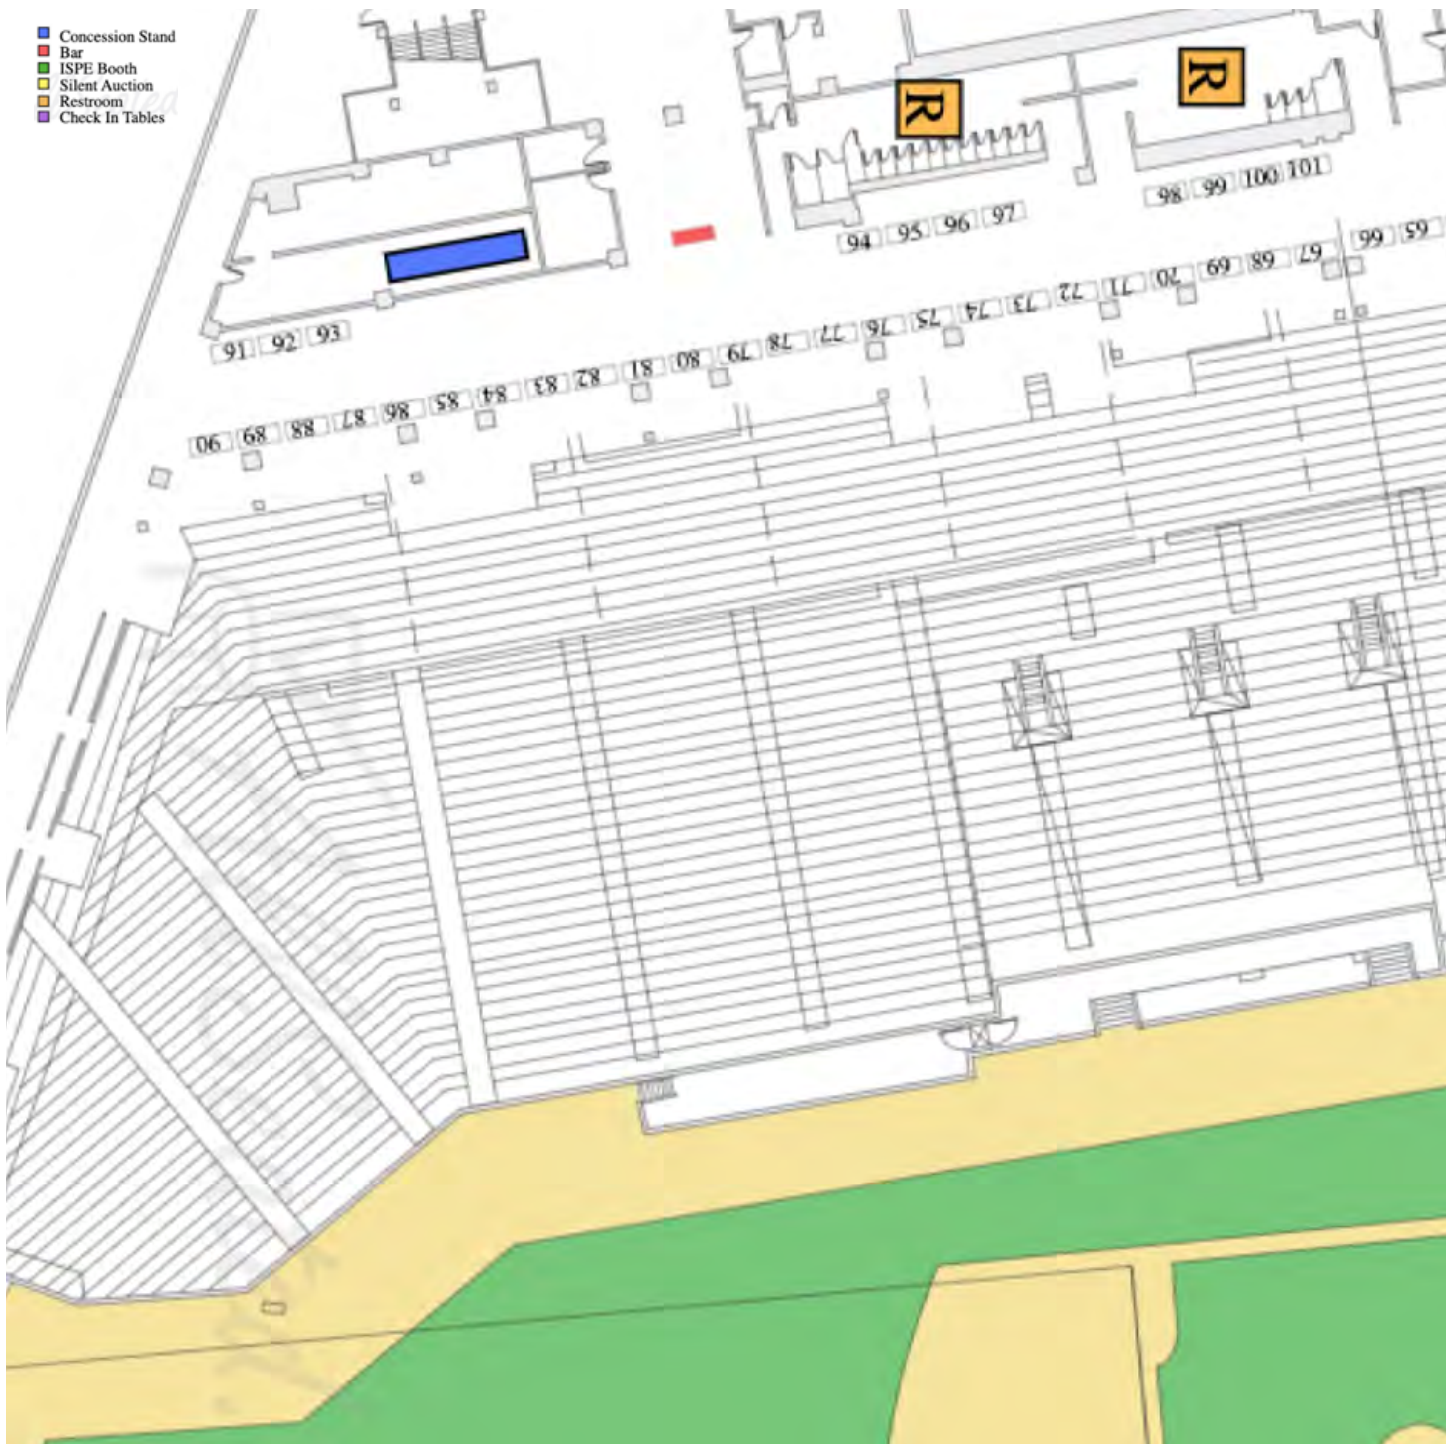 Concession Stand
Bar
ISPE Booth
Silent Auction
Restroom
Check In Tables
R
R
98 99 100 101
94 95 96 97
91 92 93
90 89 88 87 86 85 84 83 82 81 80 79 78 77 76 75 74 73 72 71 70 69 68 67 66 65